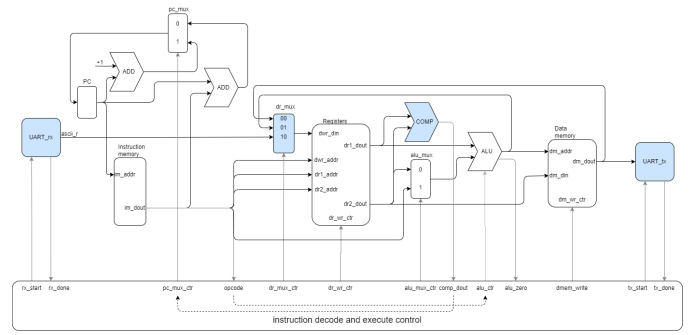 pc_mux
0
1
+1
ADD
ADD
PC
dr_mux
00
01
10
Registers
dwr_din
dr1_dout
dwr_addr
dr1_addr
dr2_addr
dr2_dout
dr_wr_ctr
COMP
alu_mux
0
1
ALU
Data
memory
dm_addr
dm_dout
dm_din
dm_wr_ctr
UART_rx
ascii_r
UART_tx
Instruction
memory
im_addr
im_dout
rx_start rx_done pc_mux_ctr opcode dr_mux_ctr dr_wr_ctr alu_mux_ctr comp_dout alu_ctr alu_zero dmem_write tx_start tx_done
instruction decode and execute control